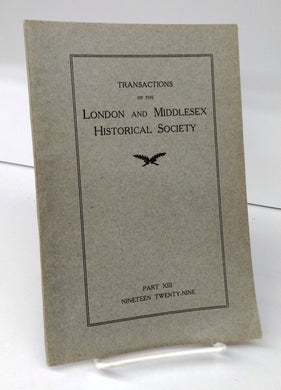 TRANSACTIONS
OF THE
LONDON AND MIDDLESEX
HISTORICAL SOCIETY
PART XIII
NINETEEN TWENTY-NINE